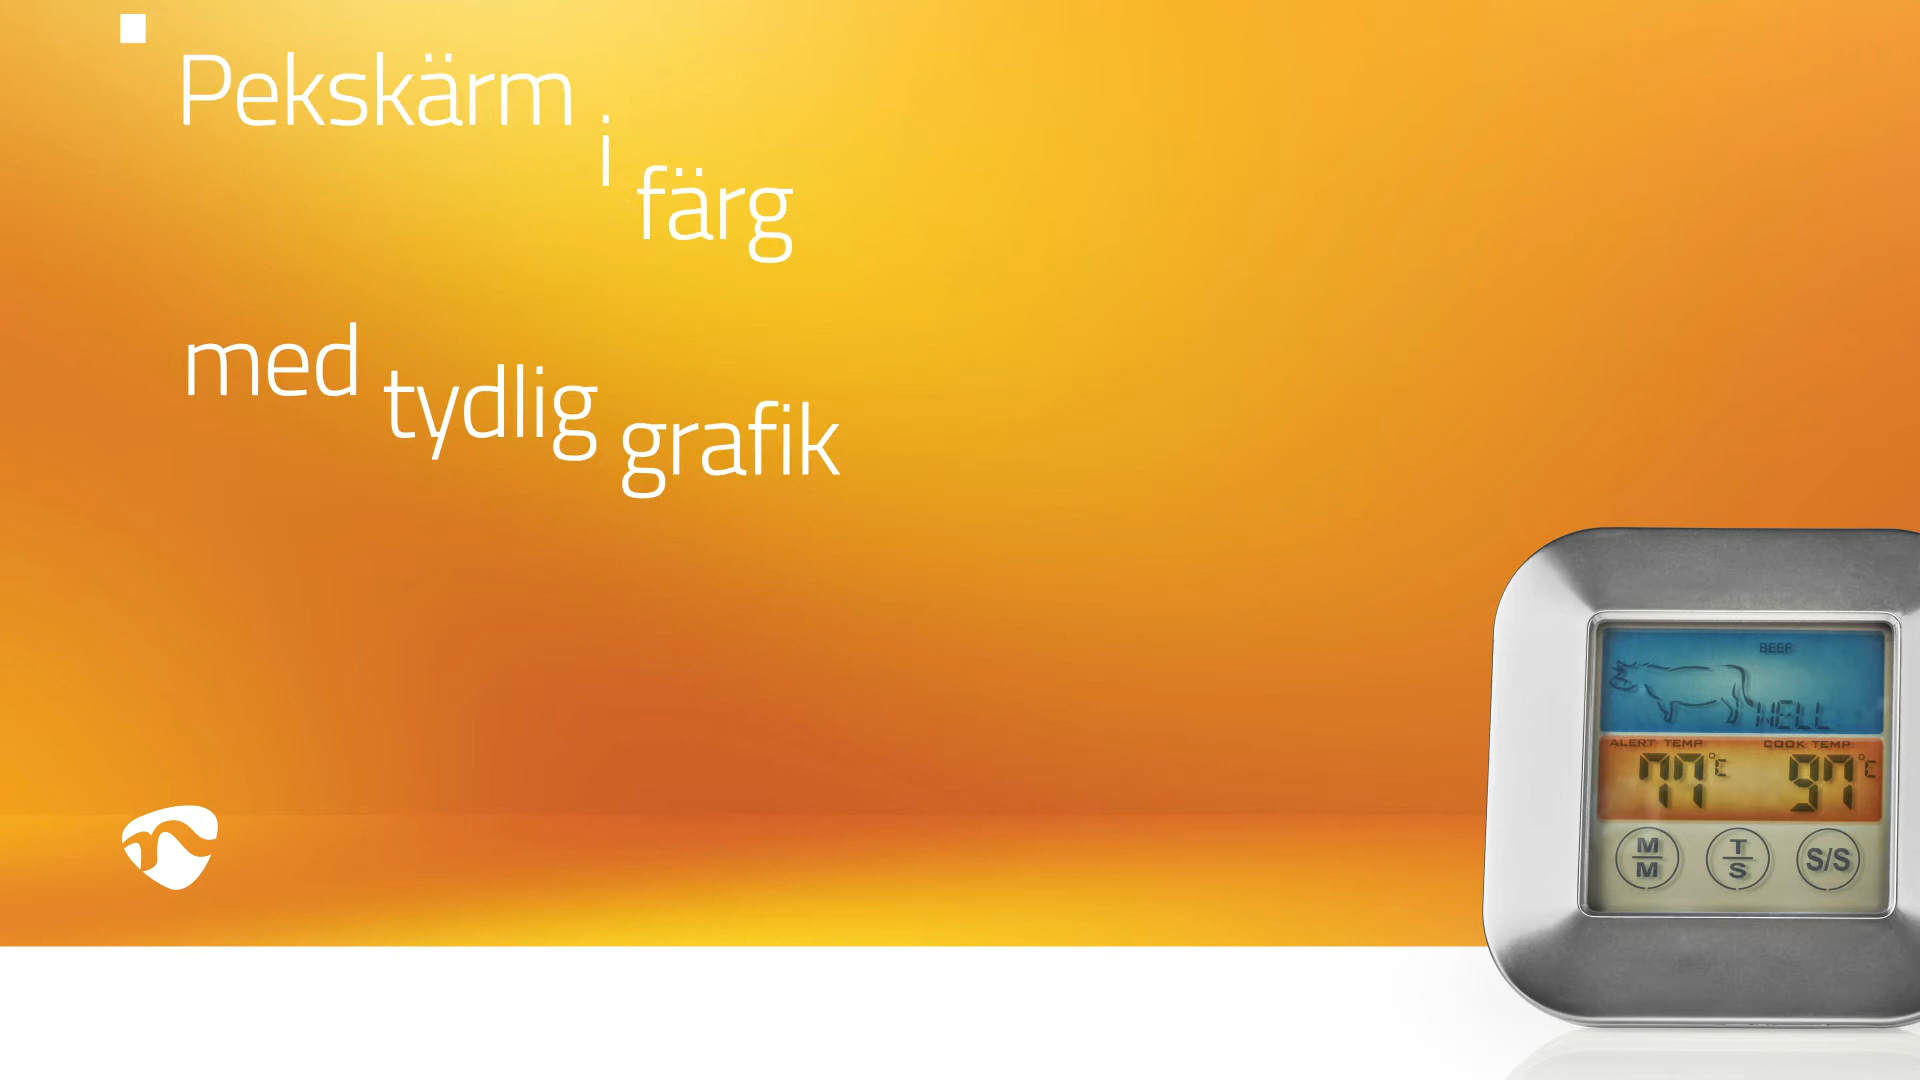 Pekskärm i färg
med tydlig grafik
BEEF
WELL
ALERT TEMP COOK TEMP
77°C 97°C
M/M T/S S/S